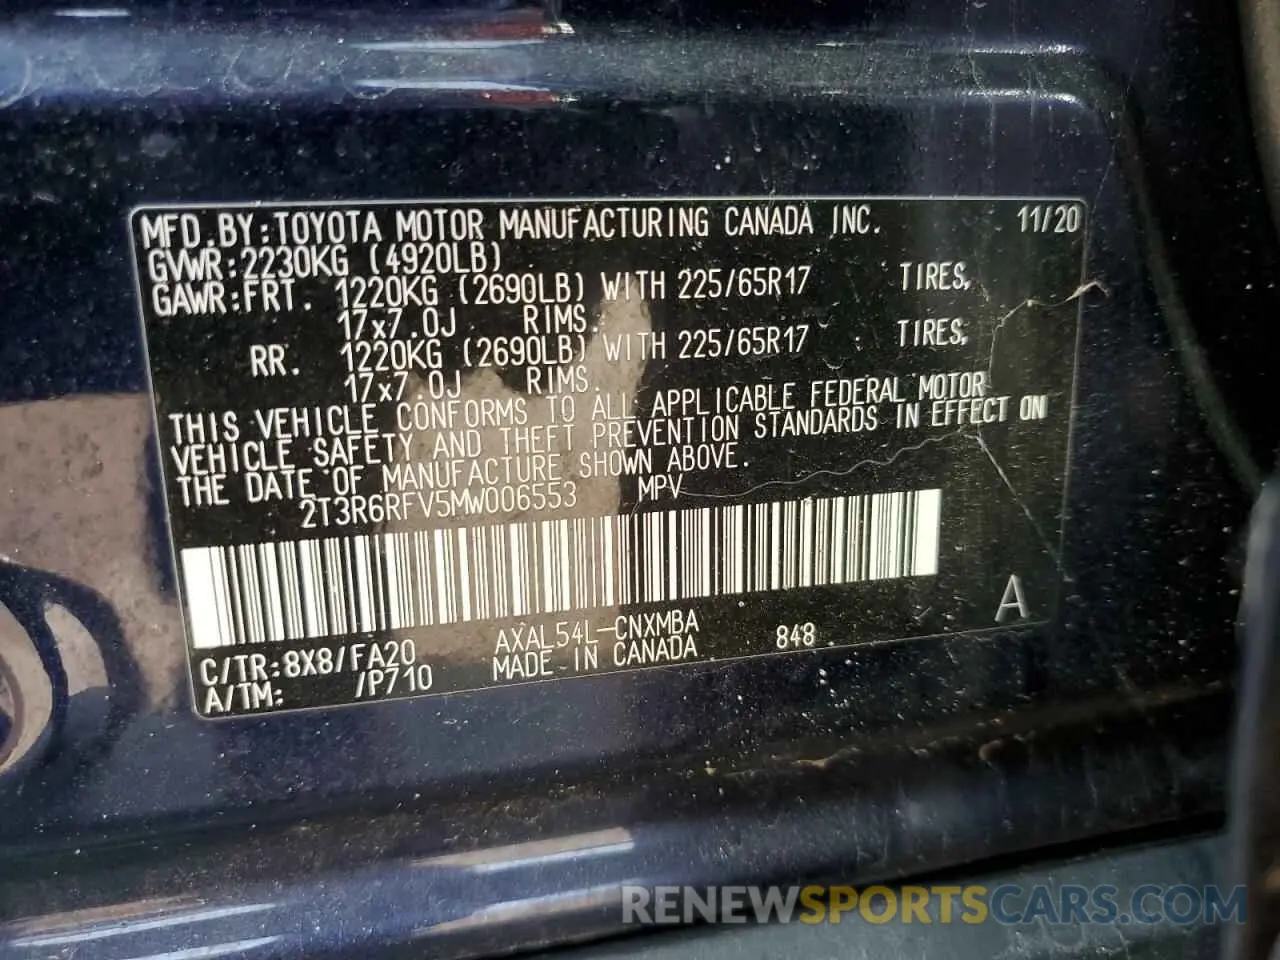 MFD.BY:TOYOTA MOTOR MANUFACTURING CANADA INC. 11/20
GVWR:2230KG (4920LB)
GAWR:FRT. 1220KG (2690LB) WITH 225/65R17 TIRES,
17x7.0J RIMS.
RR. 1220KG (2690LB) WITH 225/65R17 TIRES,
17x7.0J RIMS.
THIS VEHICLE CONFORMS TO ALL APPLICABLE FEDERAL MOTOR
VEHICLE SAFETY AND THEFT PREVENTION STANDARDS IN EFFECT ON
THE DATE OF MANUFACTURE SHOWN ABOVE.
2T3R6RFV5MW006553 MPV
A
C/TR:8X8/FA20 AXAL54L-CNXMBA 848
A/TM: /P710 MADE IN CANADA
RENEWSPORTSCARS.COM